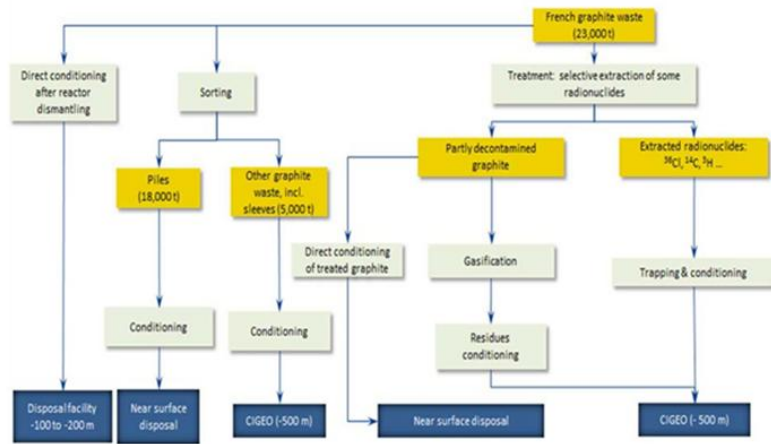 French graphite waste
(23,000 t)
Direct conditioning
after reactor
dismantling
Sorting
Treatment: selective extraction of some
radionuclides
Piles
(18,000 t)
Other graphite
waste, incl.
sleeves (5,000 t)
Partly decontamined
graphite
Extracted radionuclides:
³⁶Cl, ¹⁴C, ³H ...
Direct conditioning
of treated graphite
Gasification
Trapping & conditioning
Conditioning
Conditioning
Residues
conditioning
Disposal facility
-100 to -200 m
Near surface
disposal
CIGEO (-500 m)
Near surface disposal
CIGEO (- 500 m)